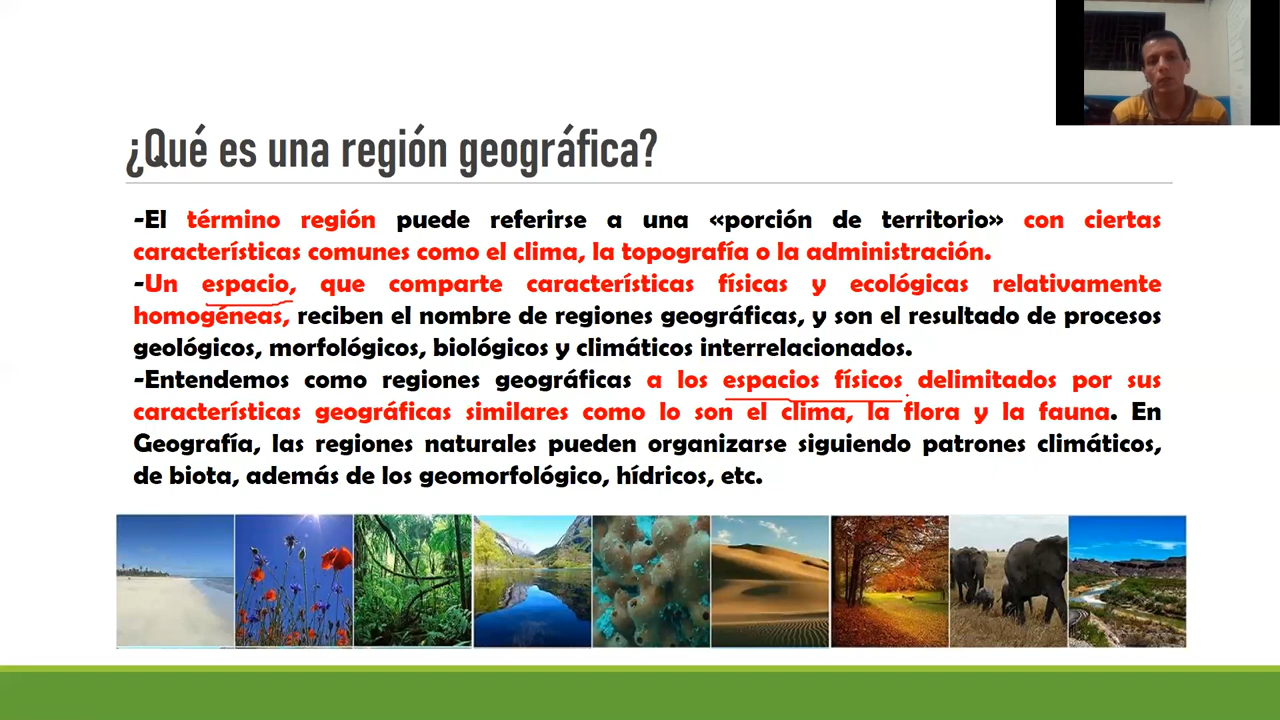 ¿Qué es una región geográfica?
-El término región puede referirse a una «porción de territorio» con ciertas
características comunes como el clima, la topografía o la administración.
-Un espacio, que comparte características físicas y ecológicas relativamente
homogéneas, reciben el nombre de regiones geográficas, y son el resultado de procesos
geológicos, morfológicos, biológicos y climáticos interrelacionados.
-Entendemos como regiones geográficas a los espacios físicos delimitados por sus
características geográficas similares como lo son el clima, la flora y la fauna. En
Geografía, las regiones naturales pueden organizarse siguiendo patrones climáticos,
de biota, además de los geomorfológico, hídricos, etc.